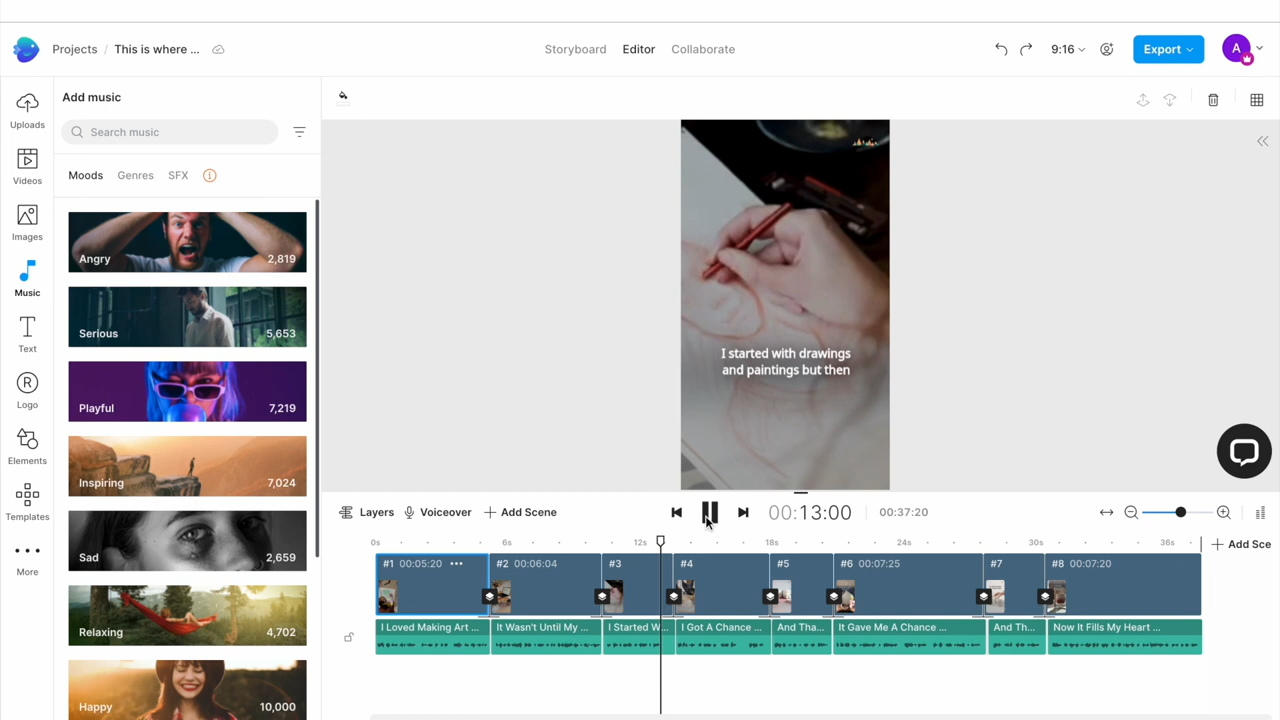 Projects / This is where ...
Storyboard
Editor
Collaborate
9:16
Export
A
Uploads
Videos
Images
Music
Text
R
Logo
Elements
Templates
More
Add music
Search music
Moods
Genres
SFX
Angry 2,819
Serious 5,653
Playful 7,219
Inspiring 7,024
Sad 2,659
Relaxing 4,702
Happy 10,000
I started with drawings
and paintings but then
Layers
Voiceover
Add Scene
00:13:00
00:37:20
0s 6s 12s 18s 24s 30s 36s
Add Sce
#1 00:05:20 ••• #2 00:06:04 #3 #4 #5 #6 00:07:25 #7 #8 00:07:20
I Loved Making Art ... It Wasn't Until My ... I Started W... I Got A Chance ... And Tha... It Gave Me A Chance ... And Th... Now It Fills My Heart ...